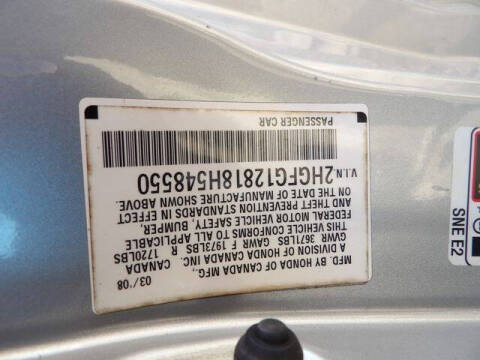 MFD. BY HONDA OF CANADA MFG., 03/'08
A DIVISION OF HONDA CANADA INC. CANADA
GVWR 3671LBS GAWR F 1973LBS R 1720LBS
THIS VEHICLE CONFORMS TO ALL APPLICABLE
FEDERAL MOTOR VEHICLE SAFETY, BUMPER,
AND THEFT PREVENTION STANDARDS IN EFFECT
ON THE DATE OF MANUFACTURE SHOWN ABOVE.
V.I.N. 2HGFG12818H548550
PASSENGER CAR
SME E2